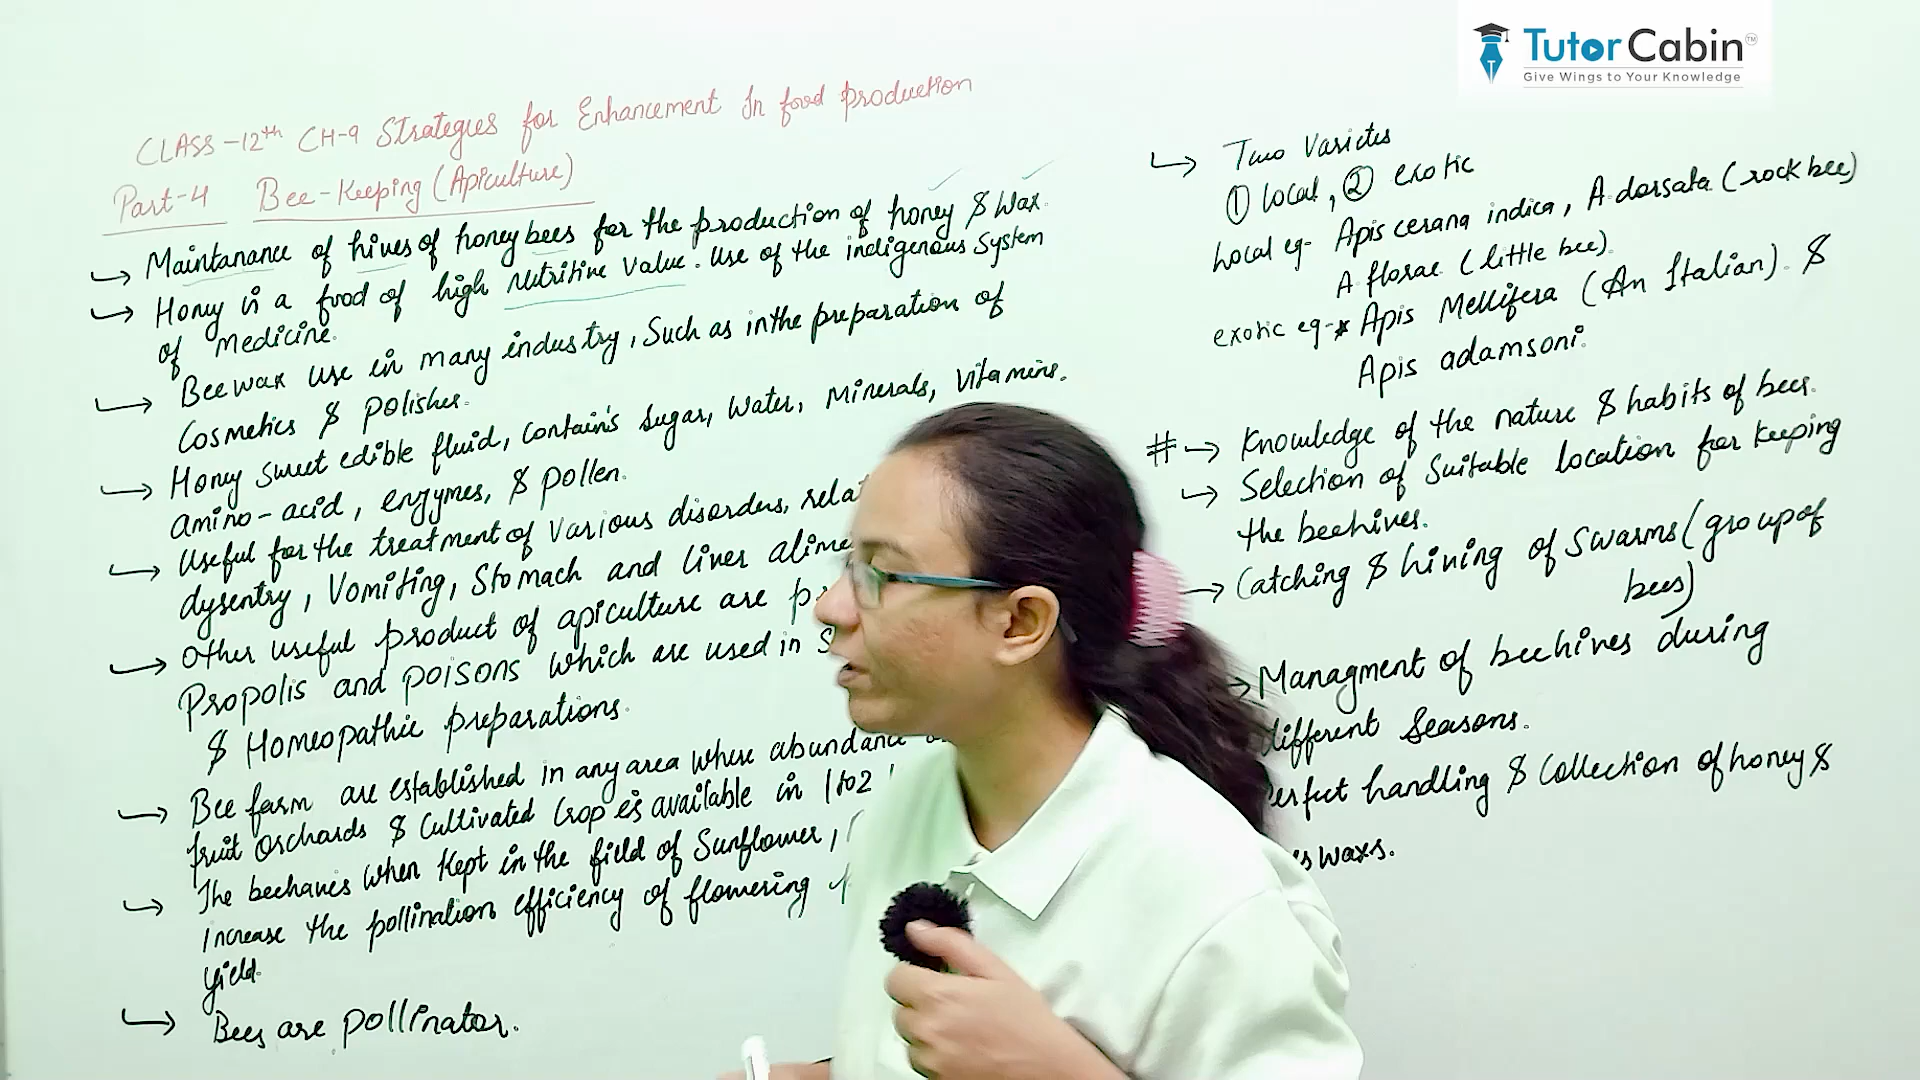 TutorCabin™
Give Wings to Your Knowledge
CLASS-12th CH-9 Strategies for Enhancement In food Production
Part-4 Bee-Keeping (Apiculture)
→ Maintanance of hives of honey bees for the production of honey & wax.
→ Honey is a food of high Nutritive Value. Use of the indigenous System
of medicine.
→ Beewax use in many industry, Such as in the preparation of
Cosmetics & polishes.
→ Honey sweet edible fluid, contain's sugar, water, minerals, vitamins.
amino-acid, enzymes, & pollen.
→ Useful for the treatment of various disorders,
dysentry, Vomiting, Stomach and liver
→ Other useful product of apiculture are
Propolis and poisons which are used in
& Homeopathic preparations.
→ Bee farm are established in any area where abundance
fruit orchards & Cultivated Crop is available in 1 to 2
→ The beehaves when kept in the field of Sunflower,
increase the pollination efficiency of flowering
yield.
→ Bees are pollinator.
→ Two Varieties
① local, ② exotic
Local eg- Apis cerana indica, A dorsata (rock bee)
A florae (little bee).
exotic eg-* Apis Mellifera (An Italian). &
Apis adamsoni.
# → Knowledge of the nature & habits of bees.
→ Selection of Suitable location for keeping
the beehives.
→ Catching & hiving of Swarms (group of
bees)
→ Managment of beehives during
different Seasons.
handling & Collection of honey &
waxs.